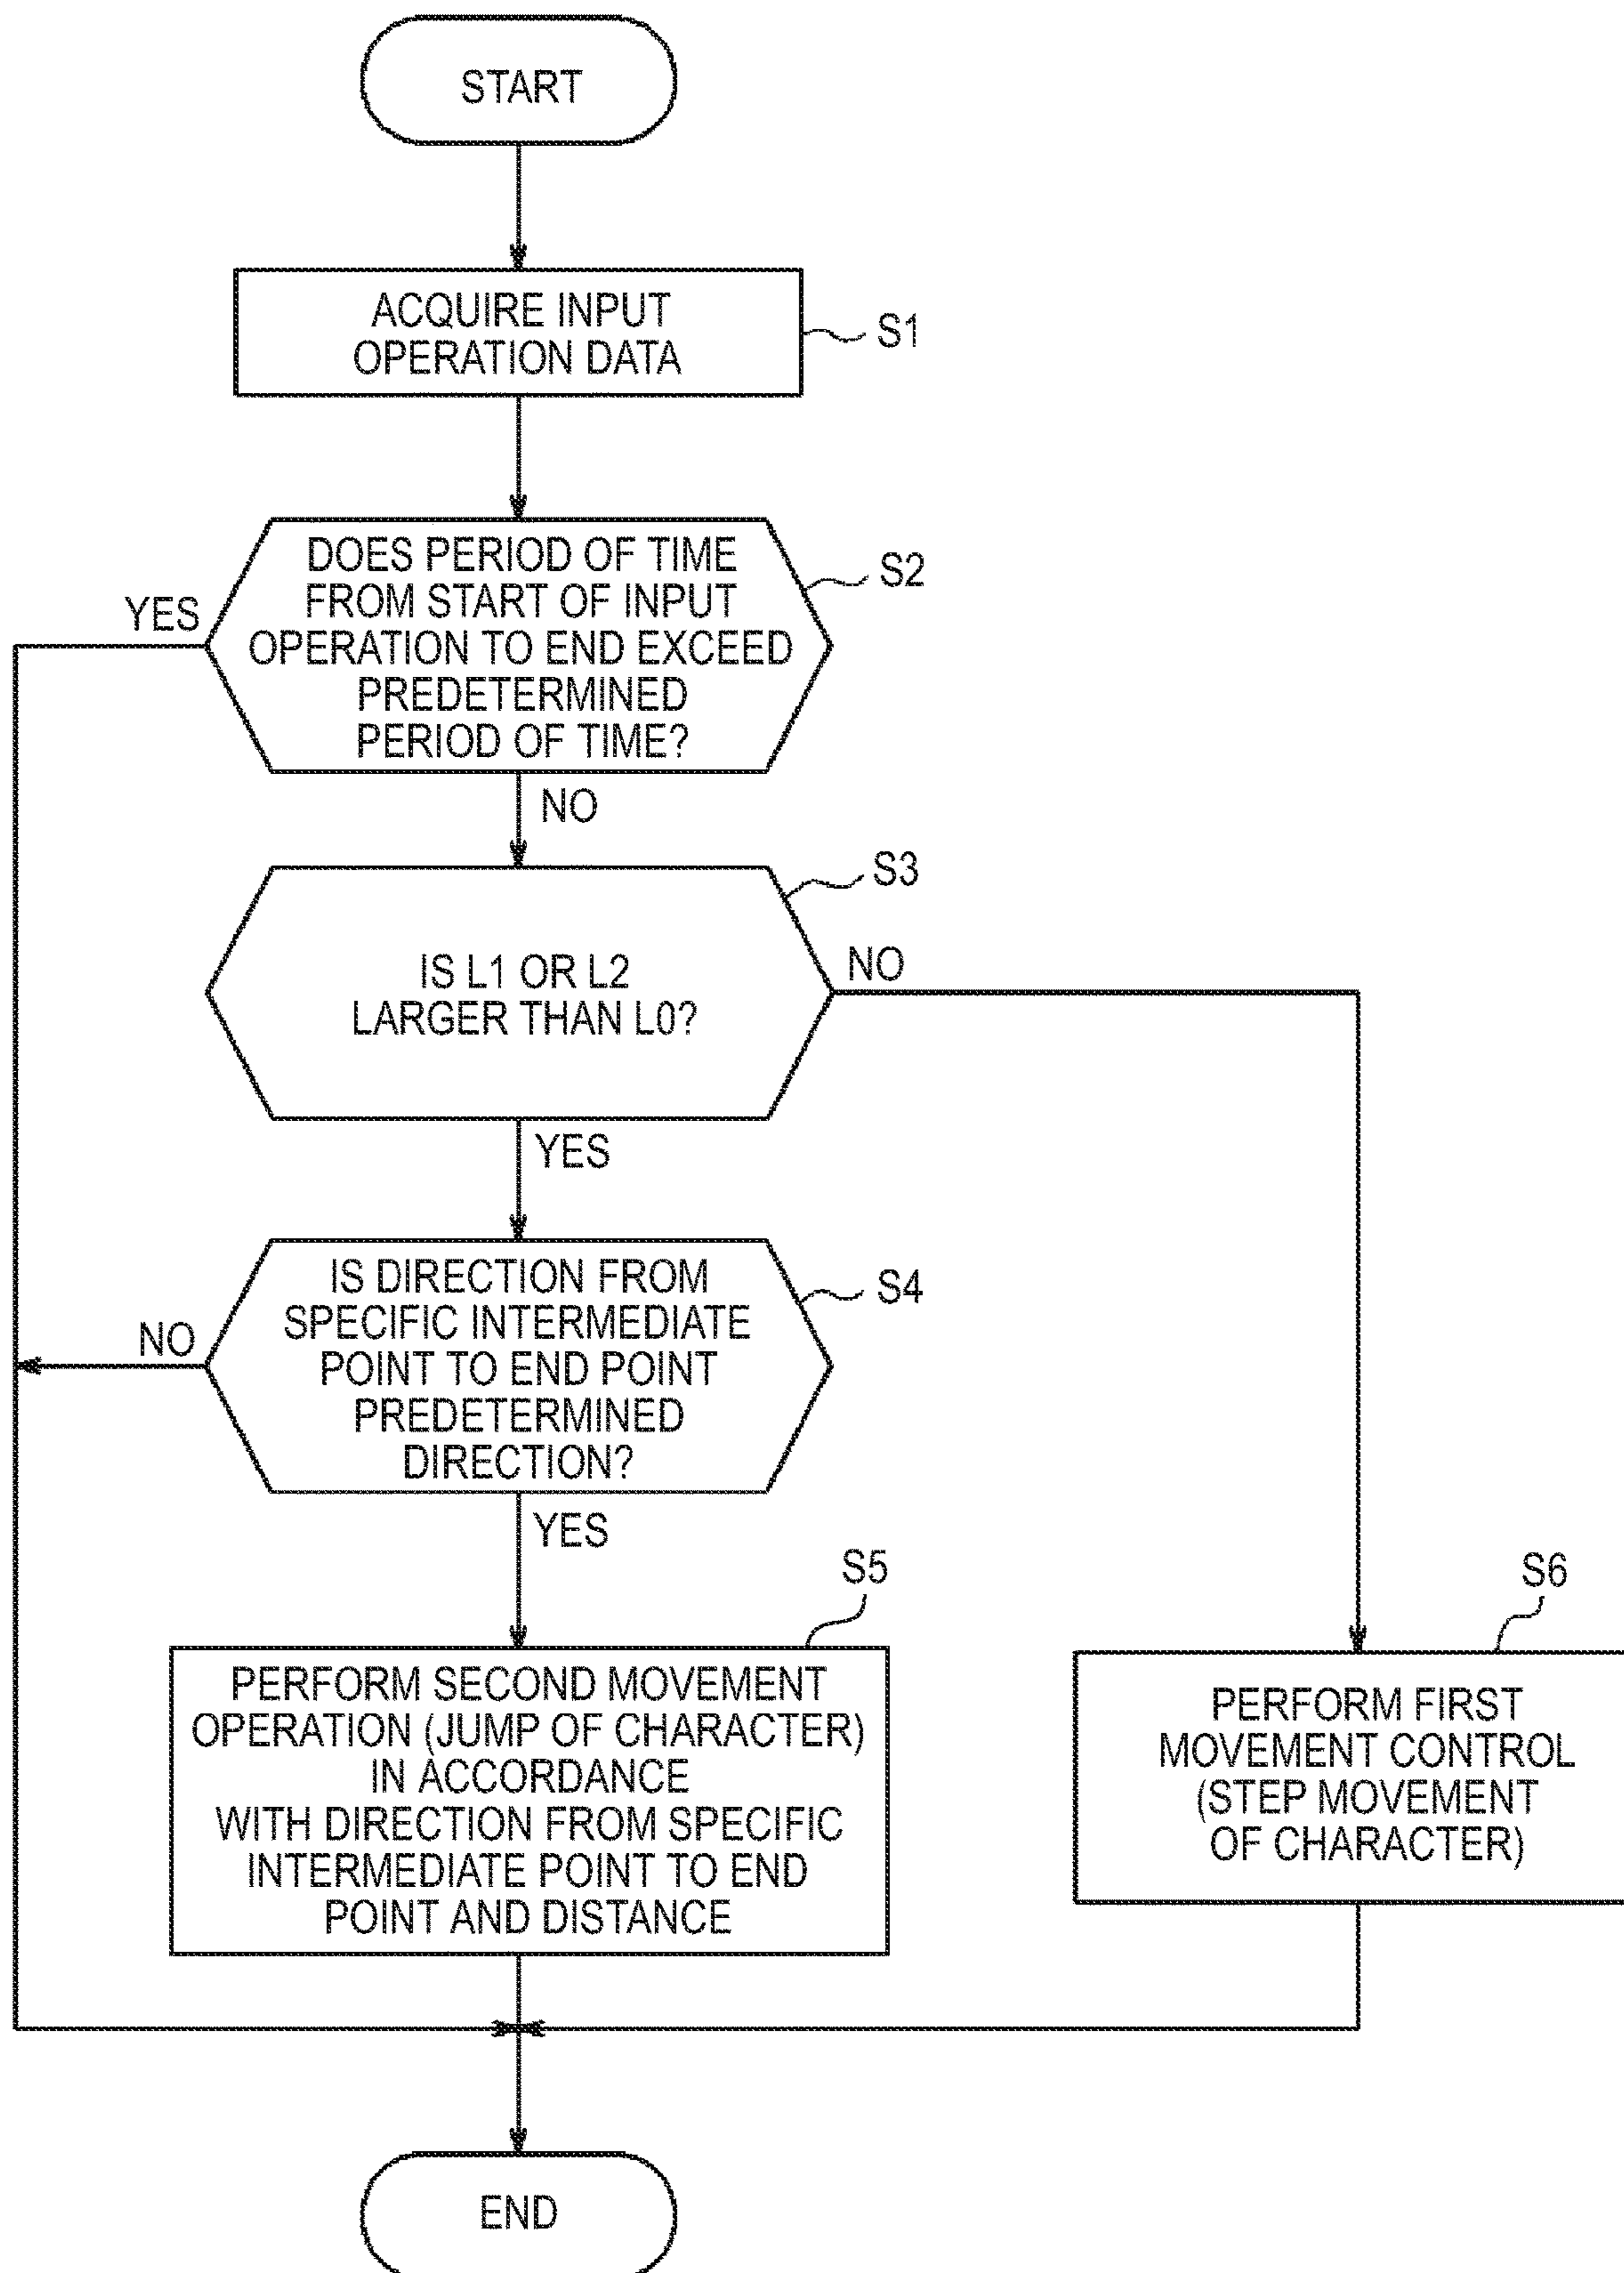 START
ACQUIRE INPUT
OPERATION DATA
S1
DOES PERIOD OF TIME
FROM START OF INPUT
OPERATION TO END EXCEED
PREDETERMINED
PERIOD OF TIME?
S2
YES
NO
S3
IS L1 OR L2
LARGER THAN L0?
NO
YES
IS DIRECTION FROM
SPECIFIC INTERMEDIATE
POINT TO END POINT
PREDETERMINED
DIRECTION?
S4
NO
YES
S5
PERFORM SECOND MOVEMENT
OPERATION (JUMP OF CHARACTER)
IN ACCORDANCE
WITH DIRECTION FROM SPECIFIC
INTERMEDIATE POINT TO END
POINT AND DISTANCE
S6
PERFORM FIRST
MOVEMENT CONTROL
(STEP MOVEMENT
OF CHARACTER)
END